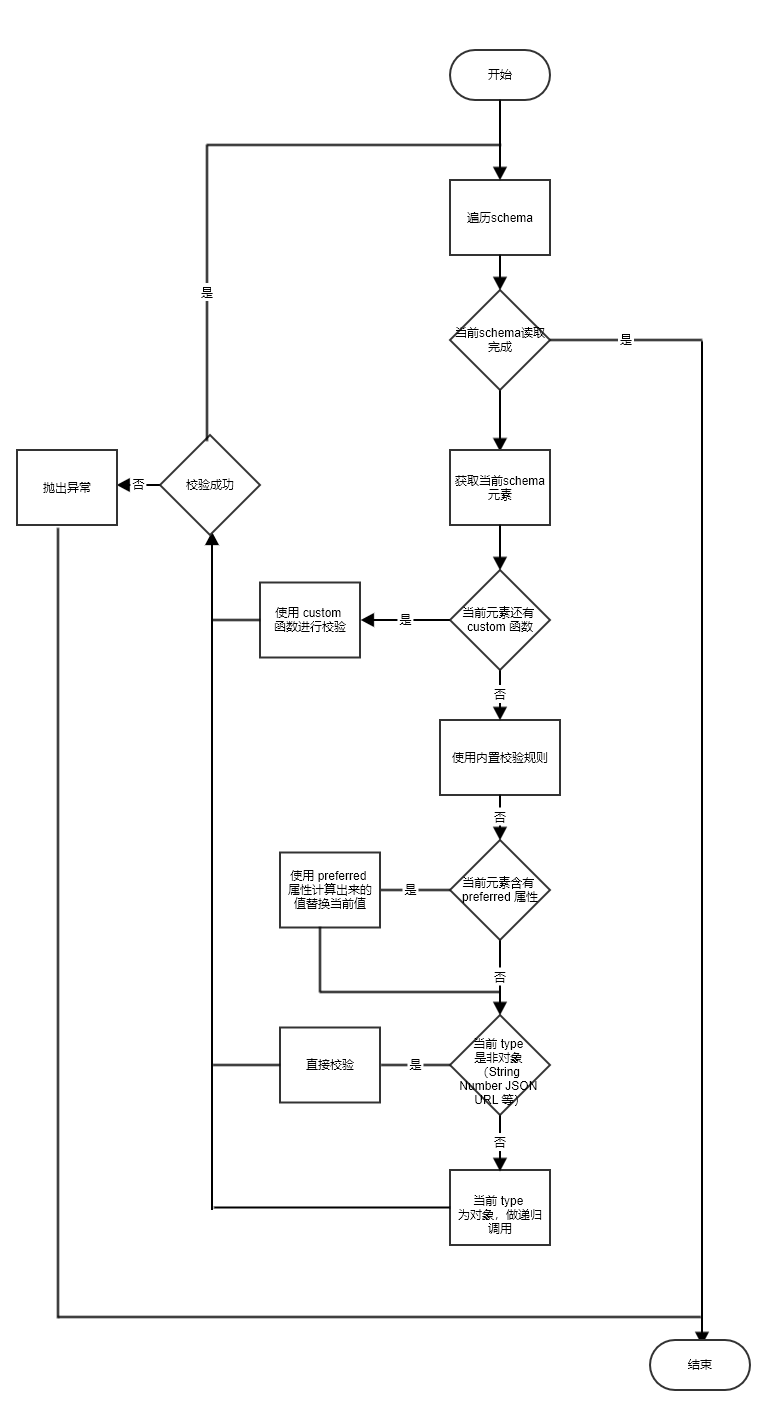 开始
遍历schema
是
当前schema读取
完成
是
抛出异常
否
校验成功
获取当前schema
元素
使用 custom
函数进行校验
是
当前元素还有
custom 函数
否
使用内置校验规则
否
使用 preferred
属性计算出来的
值替换当前值
是
当前元素含有
preferred 属性
否
直接校验
是
当前 type
是非对象
（String
Number JSON
URL 等）
否
当前 type
为对象，做递归
调用
结束